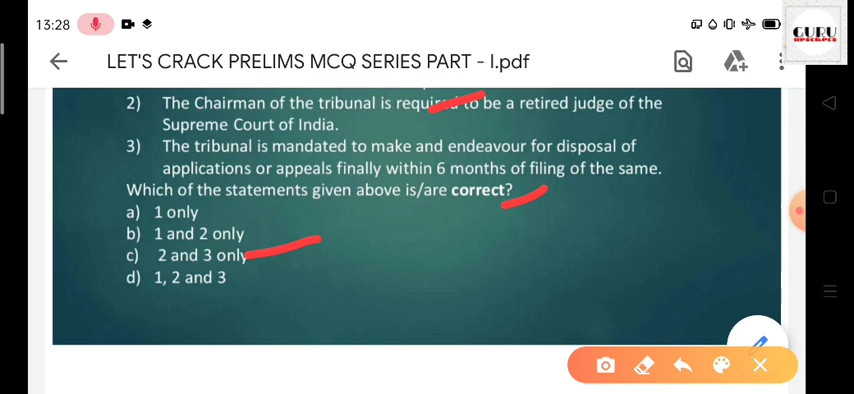 13:28
GURU
UPSC&PCS
LET'S CRACK PRELIMS MCQ SERIES PART - I.pdf
2) The Chairman of the tribunal is required to be a retired judge of the
Supreme Court of India.
3) The tribunal is mandated to make and endeavour for disposal of
applications or appeals finally within 6 months of filing of the same.
Which of the statements given above is/are correct?
a) 1 only
b) 1 and 2 only
c) 2 and 3 only
d) 1, 2 and 3